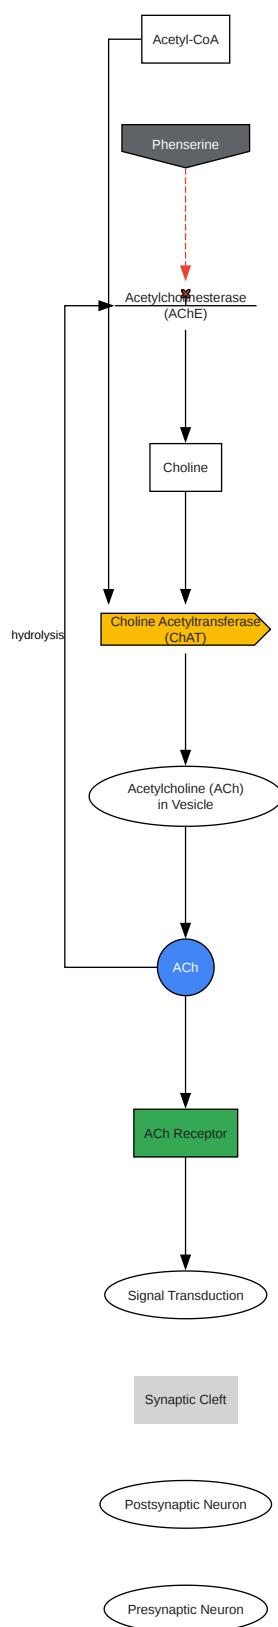 Acetyl-CoA
Phenserine
Acetylcholinesterase
(AChE)
Choline
Choline Acetyltransferase
(ChAT)
hydrolysis
Acetylcholine (ACh)
in Vesicle
ACh
ACh Receptor
Signal Transduction
Synaptic Cleft
Postsynaptic Neuron
Presynaptic Neuron